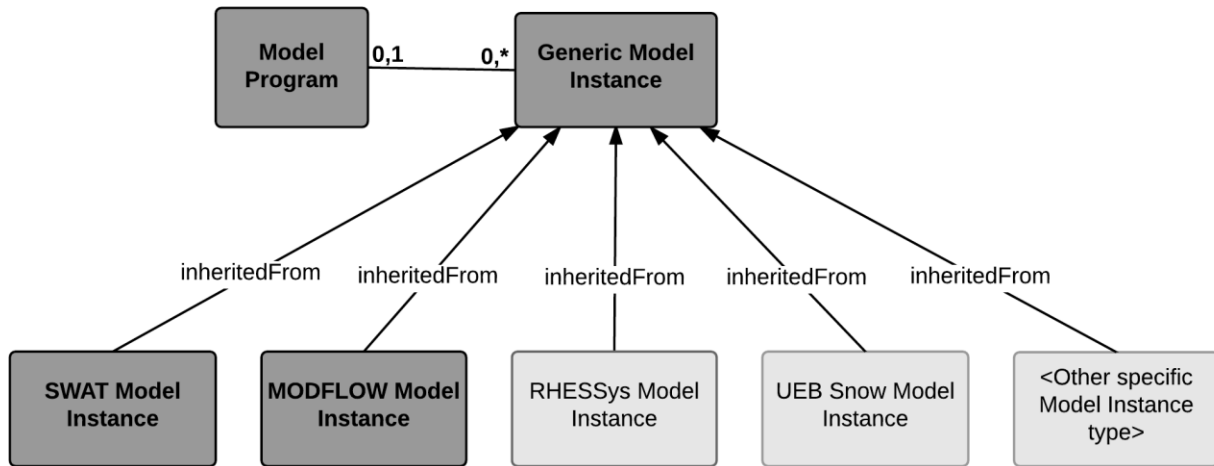 Model
Program
0,1
0,*
Generic Model
Instance
inheritedFrom
inheritedFrom
inheritedFrom
inheritedFrom
inheritedFrom
SWAT Model
Instance
MODFLOW Model
Instance
RHESSys Model
Instance
UEB Snow Model
Instance
<Other specific
Model Instance
type>